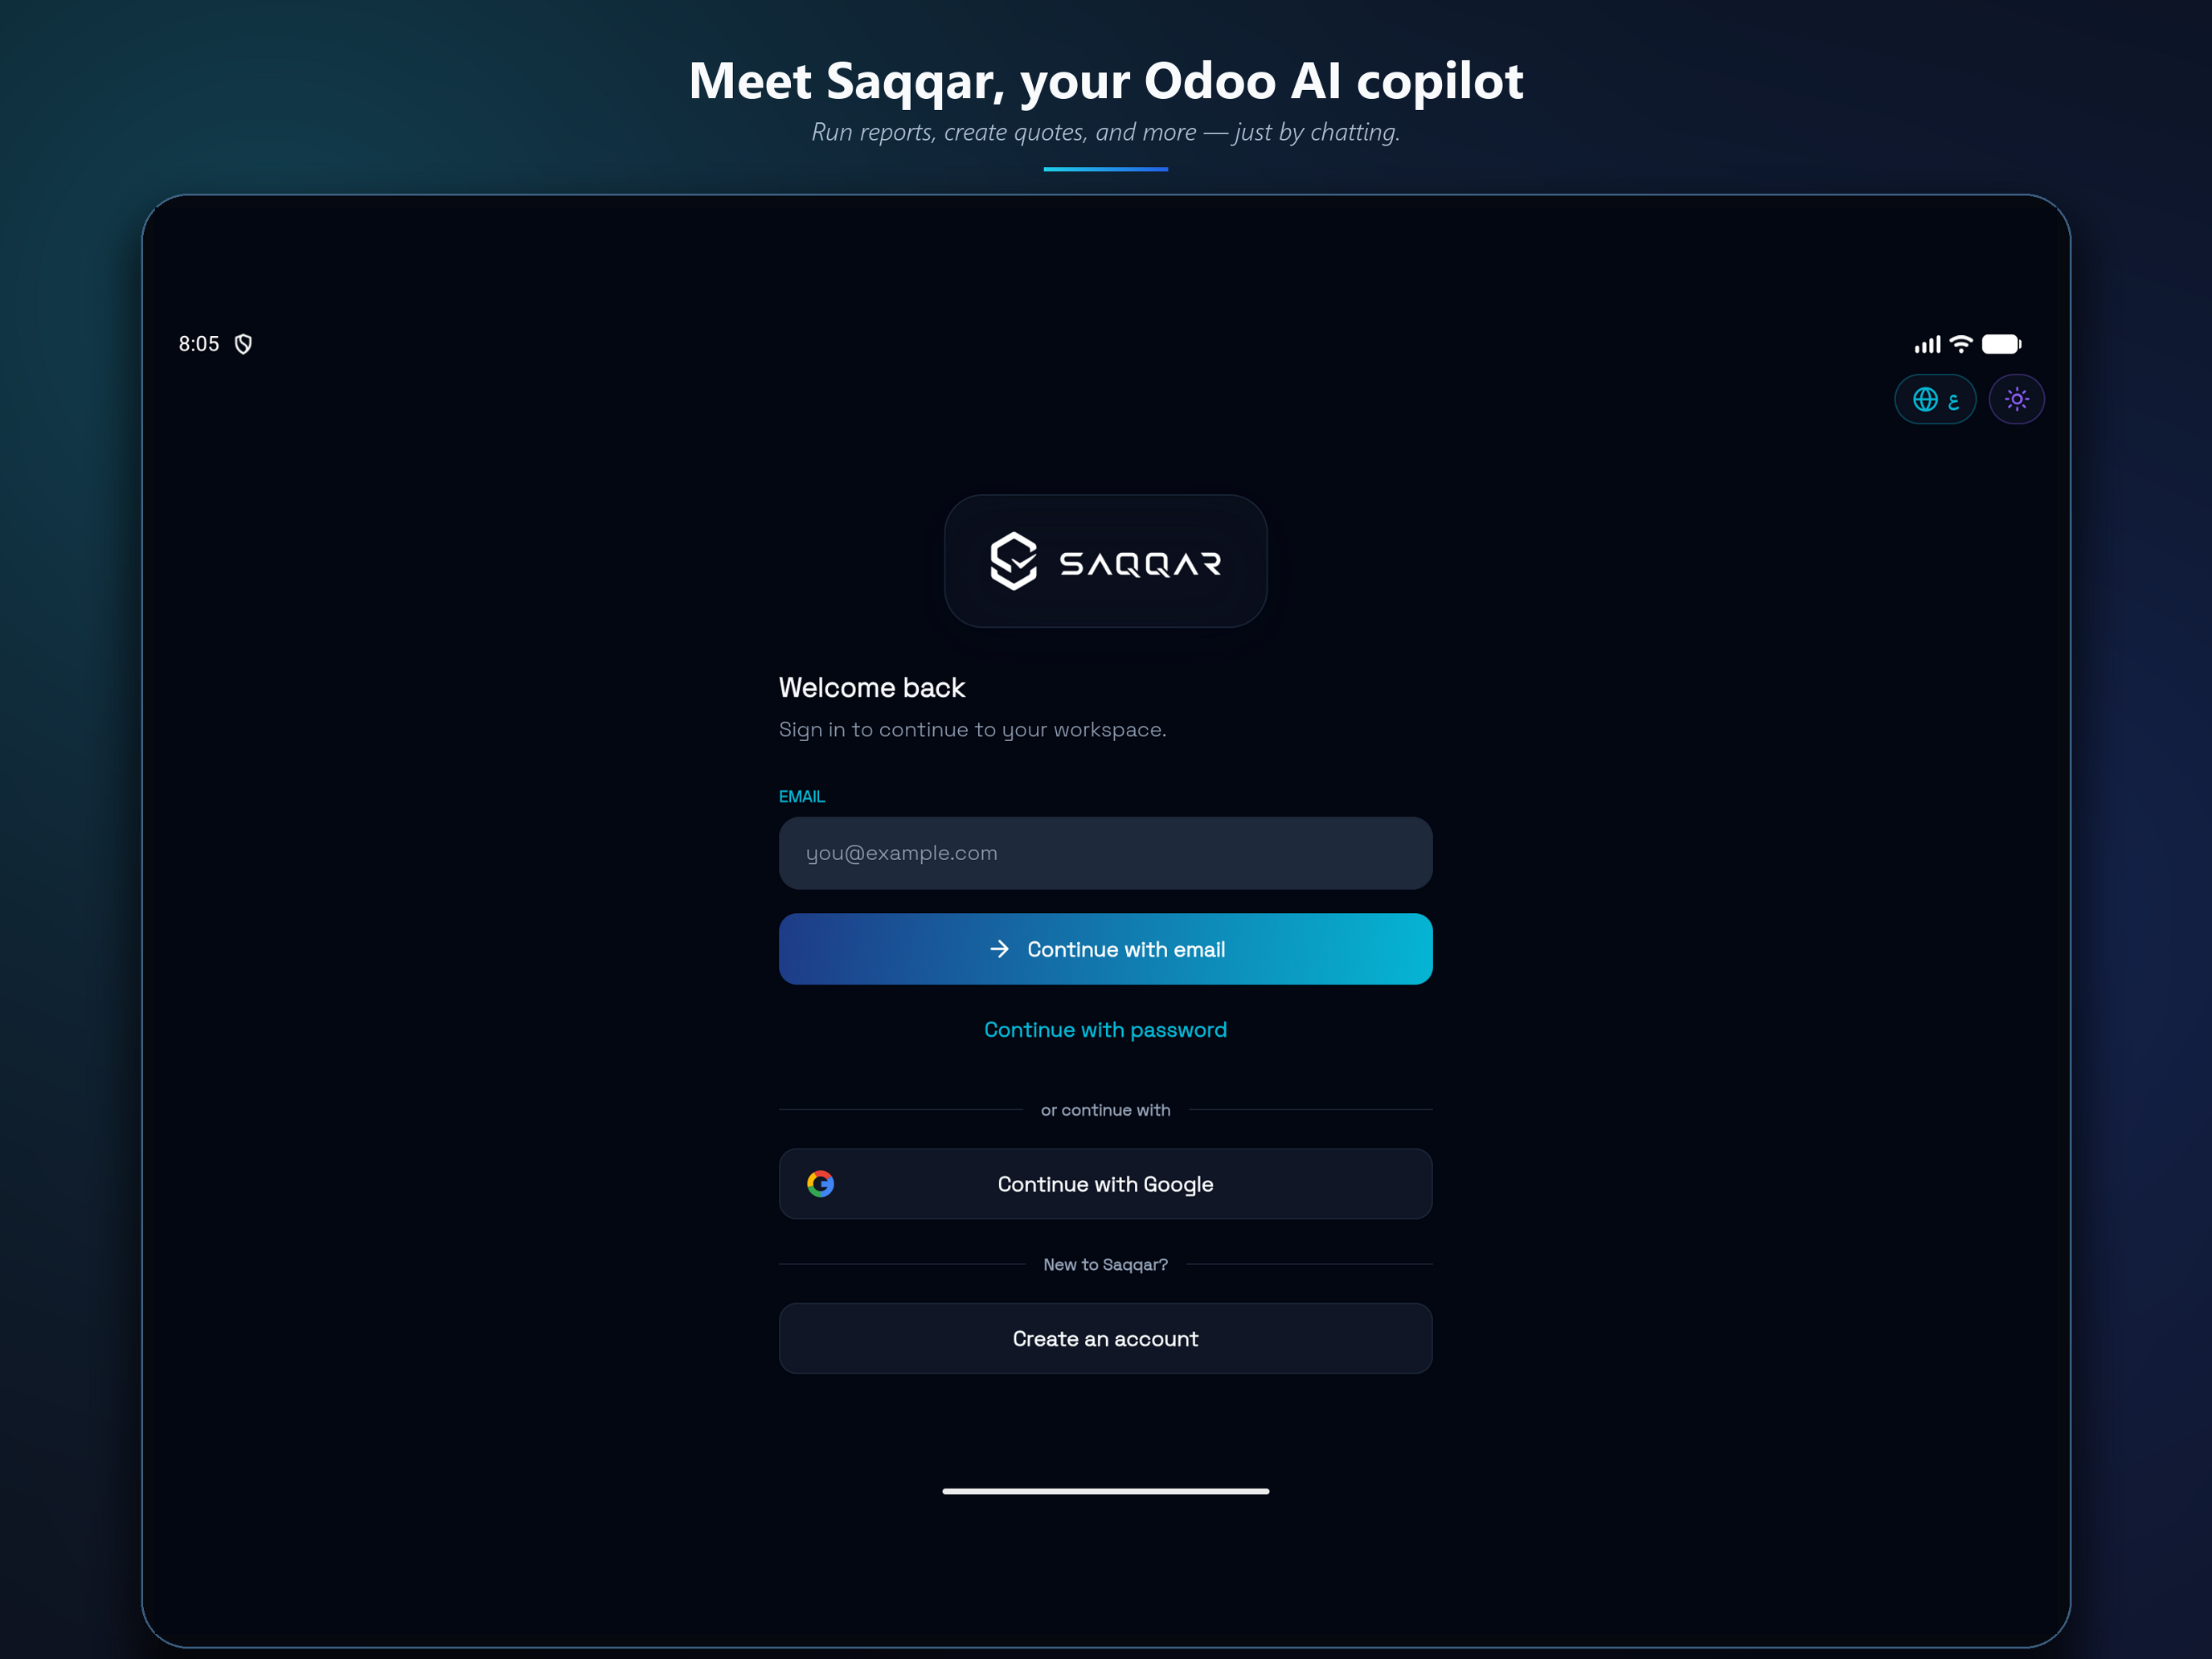 Meet Saqqar, your Odoo AI copilot
Run reports, create quotes, and more — just by chatting.
8:05
ع
SAQQAR
Welcome back
Sign in to continue to your workspace.
EMAIL
you@example.com
Continue with email
Continue with password
or continue with
Continue with Google
New to Saqqar?
Create an account